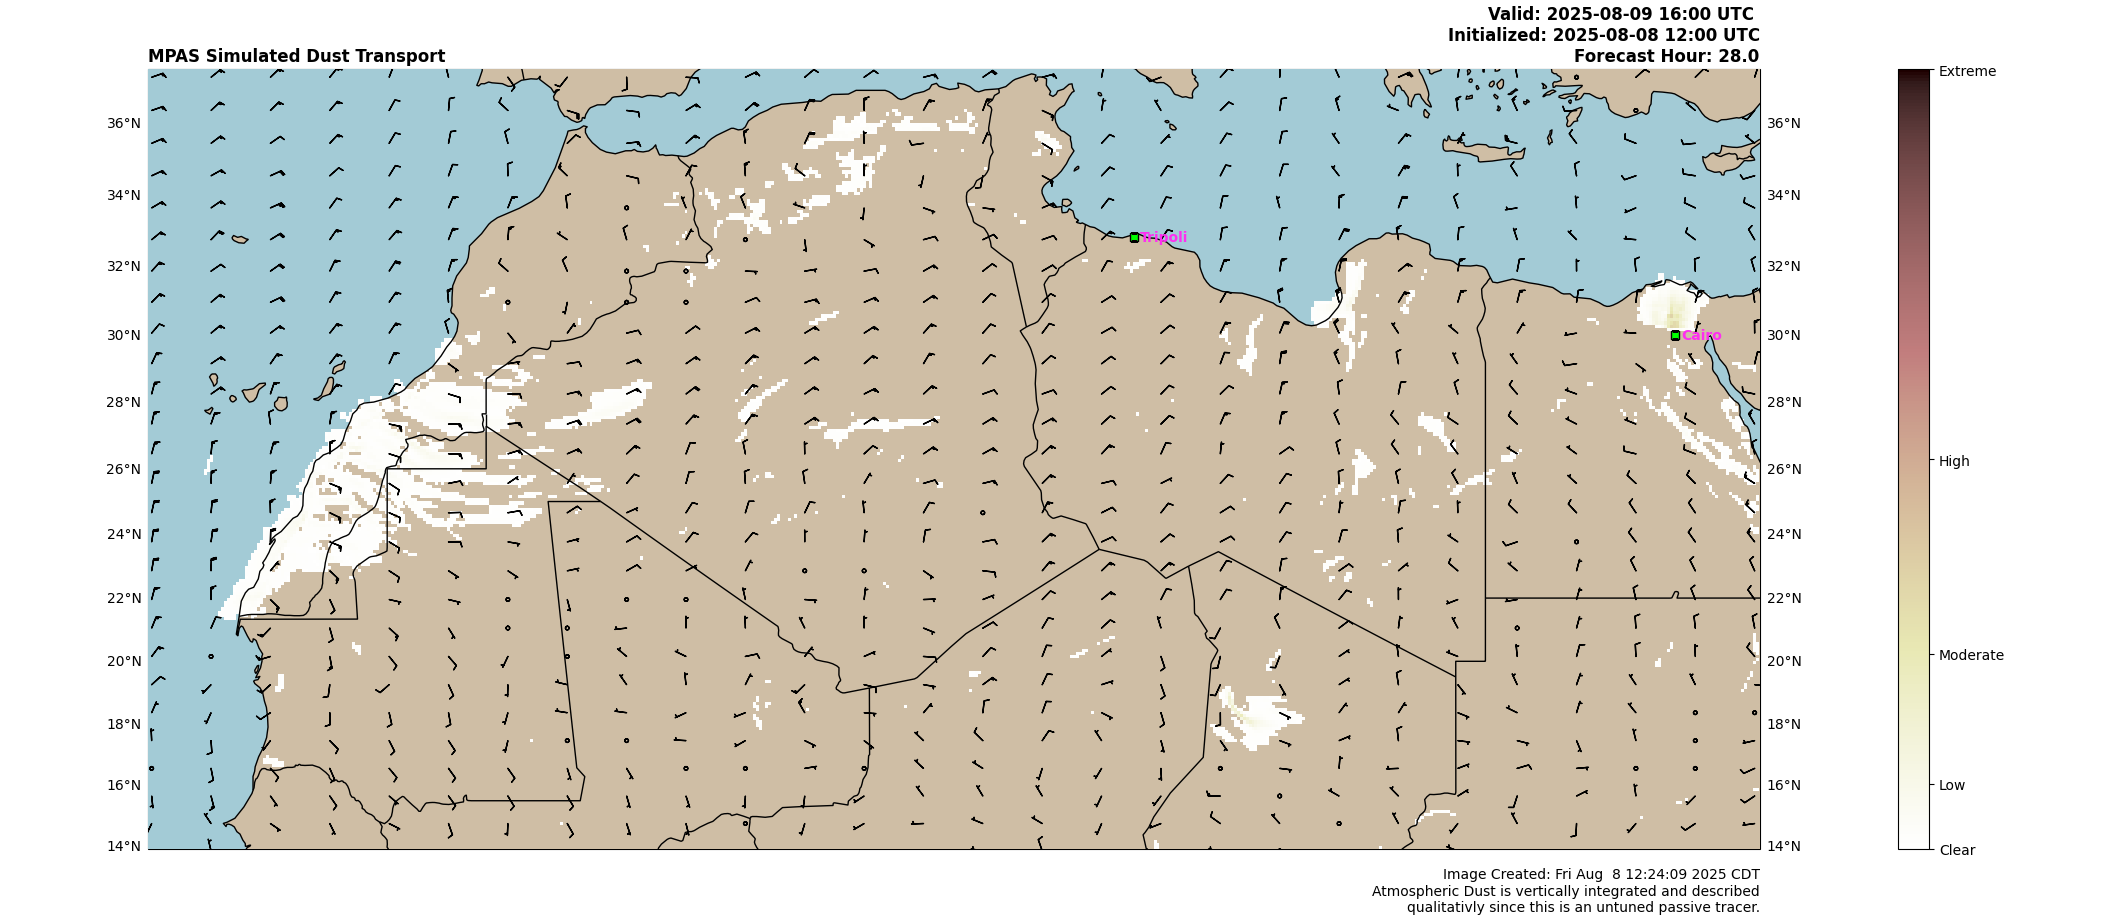 Valid: 2025-08-09 16:00 UTC
Initialized: 2025-08-08 12:00 UTC
MPAS Simulated Dust Transport
Forecast Hour: 28.0
Extreme
36°N
36°N
34°N
34°N
Tripoli
32°N
32°N
30°N
Cairo
30°N
28°N
28°N
26°N
26°N
High
24°N
24°N
22°N
22°N
20°N
20°N
Moderate
18°N
18°N
16°N
16°N
Low
14°N
14°N
Clear
Image Created: Fri Aug  8 12:24:09 2025 CDT
Atmospheric Dust is vertically integrated and described
qualitativly since this is an untuned passive tracer.